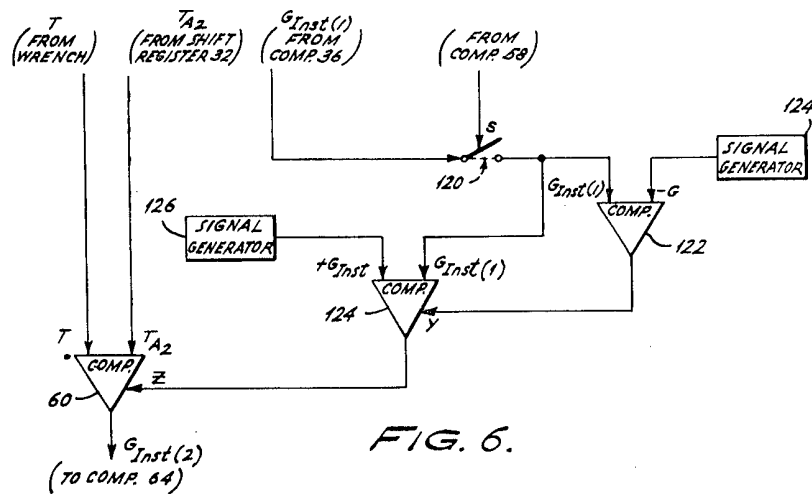 T
(FROM
WRENCH)
TA2
(FROM SHIFT
REGISTER 32)
GInst(1)
(FROM
COMP. 36)
(FROM
COMP. 58)
S
120
124
SIGNAL
GENERATOR
GInst(1)
-G
COMP.
122
126
SIGNAL
GENERATOR
+GInst
GInst(1)
COMP.
124
Y
T
TA2
COMP.
60
Z
GInst(2)
(TO COMP. 64)
FIG. 6.